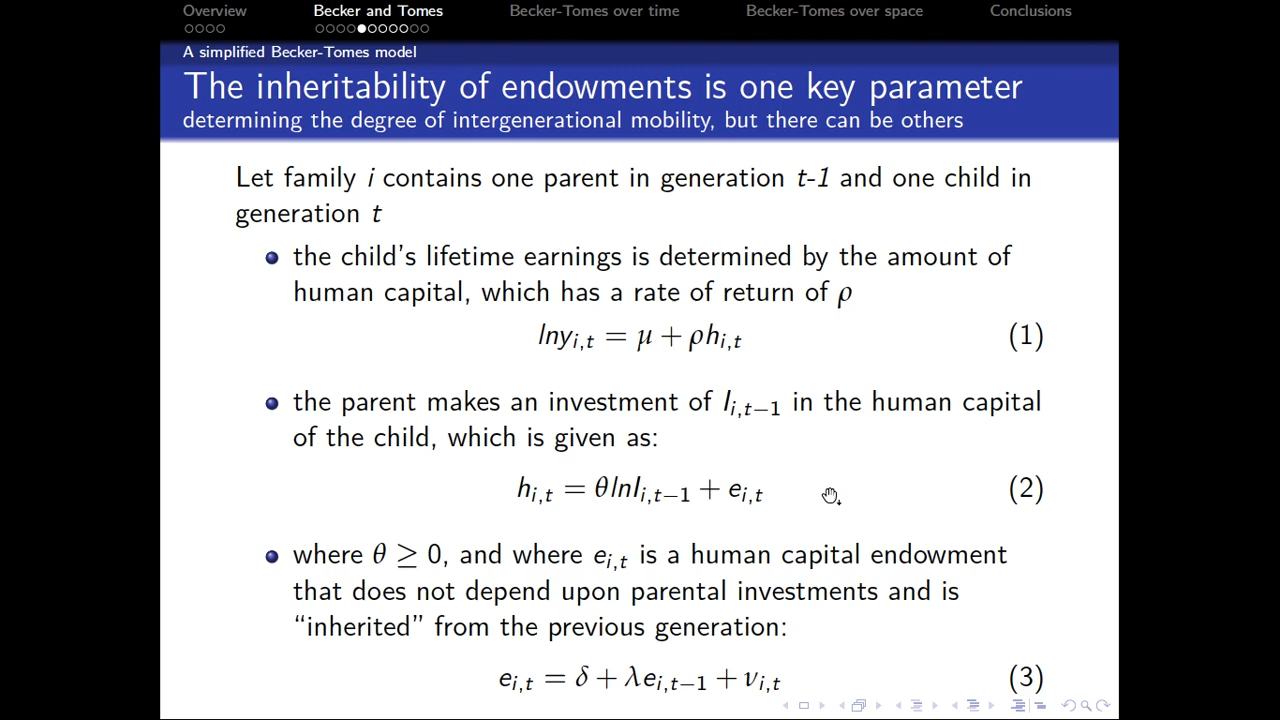 Overview Becker and Tomes Becker-Tomes over time Becker-Tomes over space Conclusions
A simplified Becker-Tomes model
The inheritability of endowments is one key parameter
determining the degree of intergenerational mobility, but there can be others
Let family i contains one parent in generation t-1 and one child in
generation t
the child's lifetime earnings is determined by the amount of
human capital, which has a rate of return of ρ
lny_{i,t} = μ + ρh_{i,t} (1)
the parent makes an investment of I_{i,t−1} in the human capital
of the child, which is given as:
h_{i,t} = θlnI_{i,t−1} + e_{i,t} (2)
where θ ≥ 0, and where e_{i,t} is a human capital endowment
that does not depend upon parental investments and is
“inherited” from the previous generation:
e_{i,t} = δ + λe_{i,t−1} + ν_{i,t} (3)